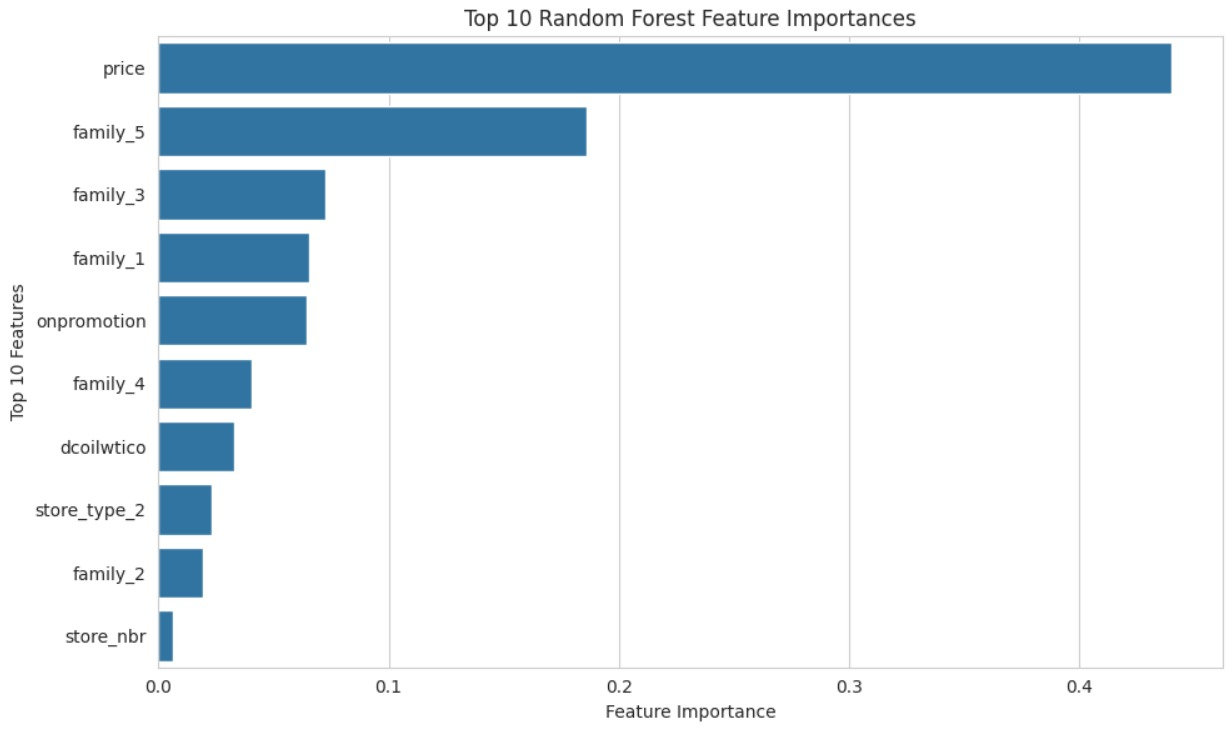 Top 10 Random Forest Feature Importances
price
family_5
family_3
family_1
onpromotion
family_4
dcoilwtico
store_type_2
family_2
store_nbr
Top 10 Features
0.0 0.1 0.2 0.3 0.4
Feature Importance